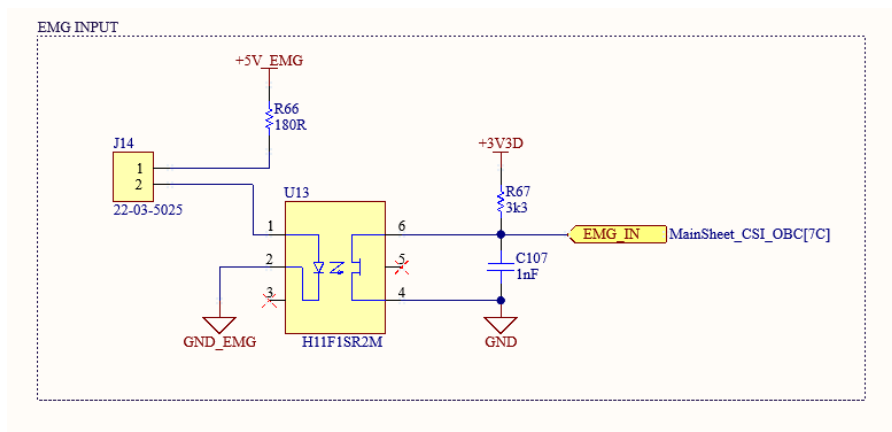 EMG INPUT
+5V_EMG
R66
180R
J14
1
2
22-03-5025
+3V3D
R67
3k3
U13
1
2
3
6
5
4
H11F1SR2M
EMG_IN
MainSheet_CSI_OBC[7C]
C107
1nF
GND_EMG
GND